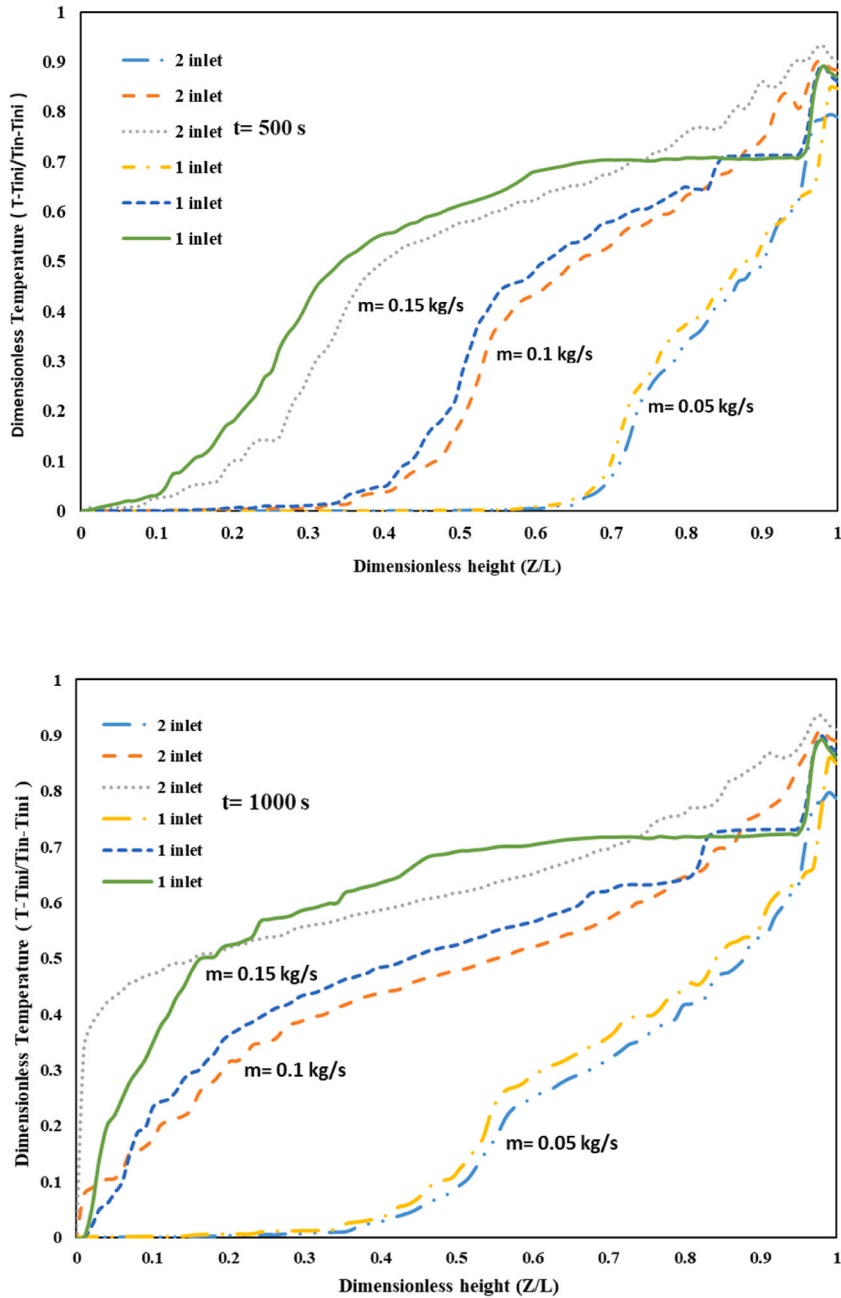 1
0.9
0.8
0.7
0.6
0.5
0.4
0.3
0.2
0.1
0
Dimensionless Temperature ( T-Tini/Tin-Tini )
2 inlet
2 inlet
2 inlet
1 inlet
1 inlet
1 inlet
t= 500 s
m= 0.15 kg/s
m= 0.1 kg/s
m= 0.05 kg/s
0 0.1 0.2 0.3 0.4 0.5 0.6 0.7 0.8 0.9 1
Dimensionless height (Z/L)
1
0.9
0.8
0.7
0.6
0.5
0.4
0.3
0.2
0.1
0
Dimensionless Temperature ( T-Tini/Tin-Tini )
2 inlet
2 inlet
2 inlet
1 inlet
1 inlet
1 inlet
t= 1000 s
m= 0.15 kg/s
m= 0.1 kg/s
m= 0.05 kg/s
0 0.1 0.2 0.3 0.4 0.5 0.6 0.7 0.8 0.9 1
Dimensionless height (Z/L)